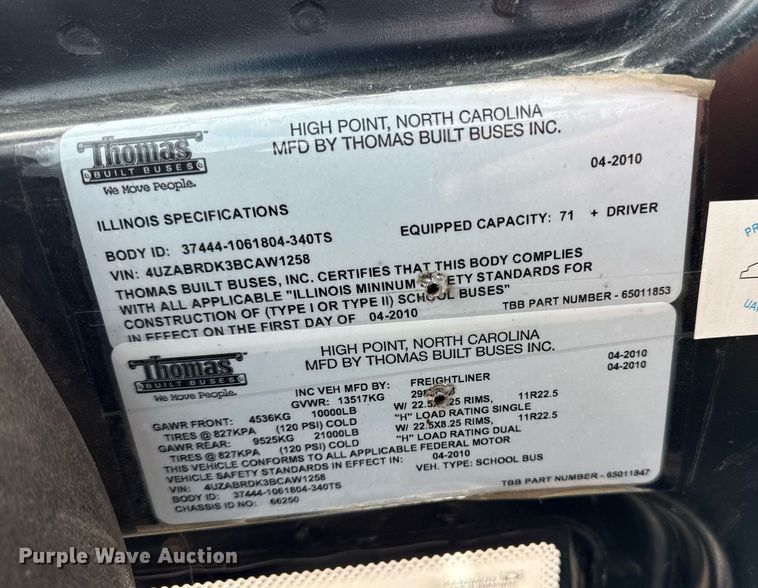 Thomas
BUILT BUSES
We Move People.
HIGH POINT, NORTH CAROLINA
MFD BY THOMAS BUILT BUSES INC.
04-2010
ILLINOIS SPECIFICATIONS
EQUIPPED CAPACITY: 71 + DRIVER
BODY ID: 37444-1061804-340TS
VIN: 4UZABRDK3BCAW1258
THOMAS BUILT BUSES, INC. CERTIFIES THAT THIS BODY COMPLIES
WITH ALL APPLICABLE "ILLINOIS MININUM SAFETY STANDARDS FOR
CONSTRUCTION OF (TYPE I OR TYPE II) SCHOOL BUSES"
IN EFFECT ON THE FIRST DAY OF 04-2010
TBB PART NUMBER - 65011853
Thomas
BUILT BUSES
We Move People.
HIGH POINT, NORTH CAROLINA
MFD BY THOMAS BUILT BUSES INC.
04-2010
04-2010
INC VEH MFD BY: FREIGHTLINER
GVWR: 13517KG
GAWR FRONT: 4536KG 10000LB W/ 22.5X8.25 RIMS, 11R22.5
TIRES @ 827KPA (120 PSI) COLD "H" LOAD RATING SINGLE
GAWR REAR: 9525KG 21000LB W/ 22.5X8.25 RIMS, 11R22.5
TIRES @ 827KPA (120 PSI) COLD "H" LOAD RATING DUAL
THIS VEHICLE CONFORMS TO ALL APPLICABLE FEDERAL MOTOR
VEHICLE SAFETY STANDARDS IN EFFECT IN: 04-2010
VIN: 4UZABRDK3BCAW1258 VEH. TYPE: SCHOOL BUS
BODY ID: 37444-1061804-340TS
CHASSIS ID NO: 66250
TBB PART NUMBER - 65011847
Purple Wave Auction